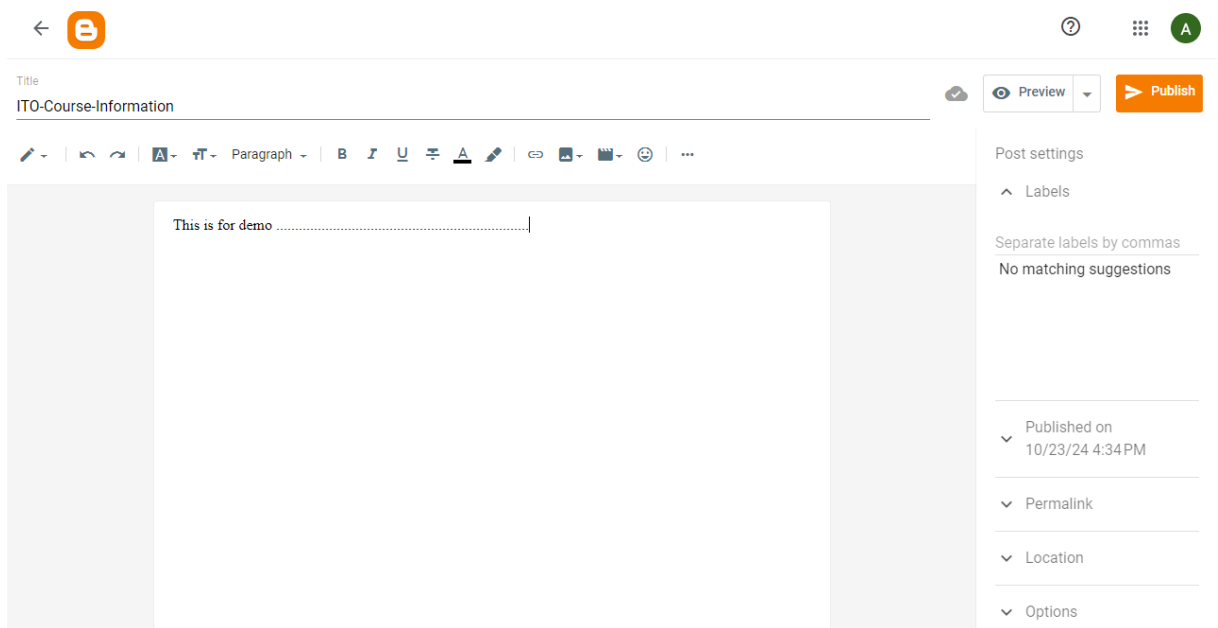 A
Title
ITO-Course-Information
Preview
Publish
A
Paragraph
B
I
U
A
Post settings
Labels
This is for demo ..................................................................
Separate labels by commas
No matching suggestions
Published on
10/23/24 4:34 PM
Permalink
Location
Options